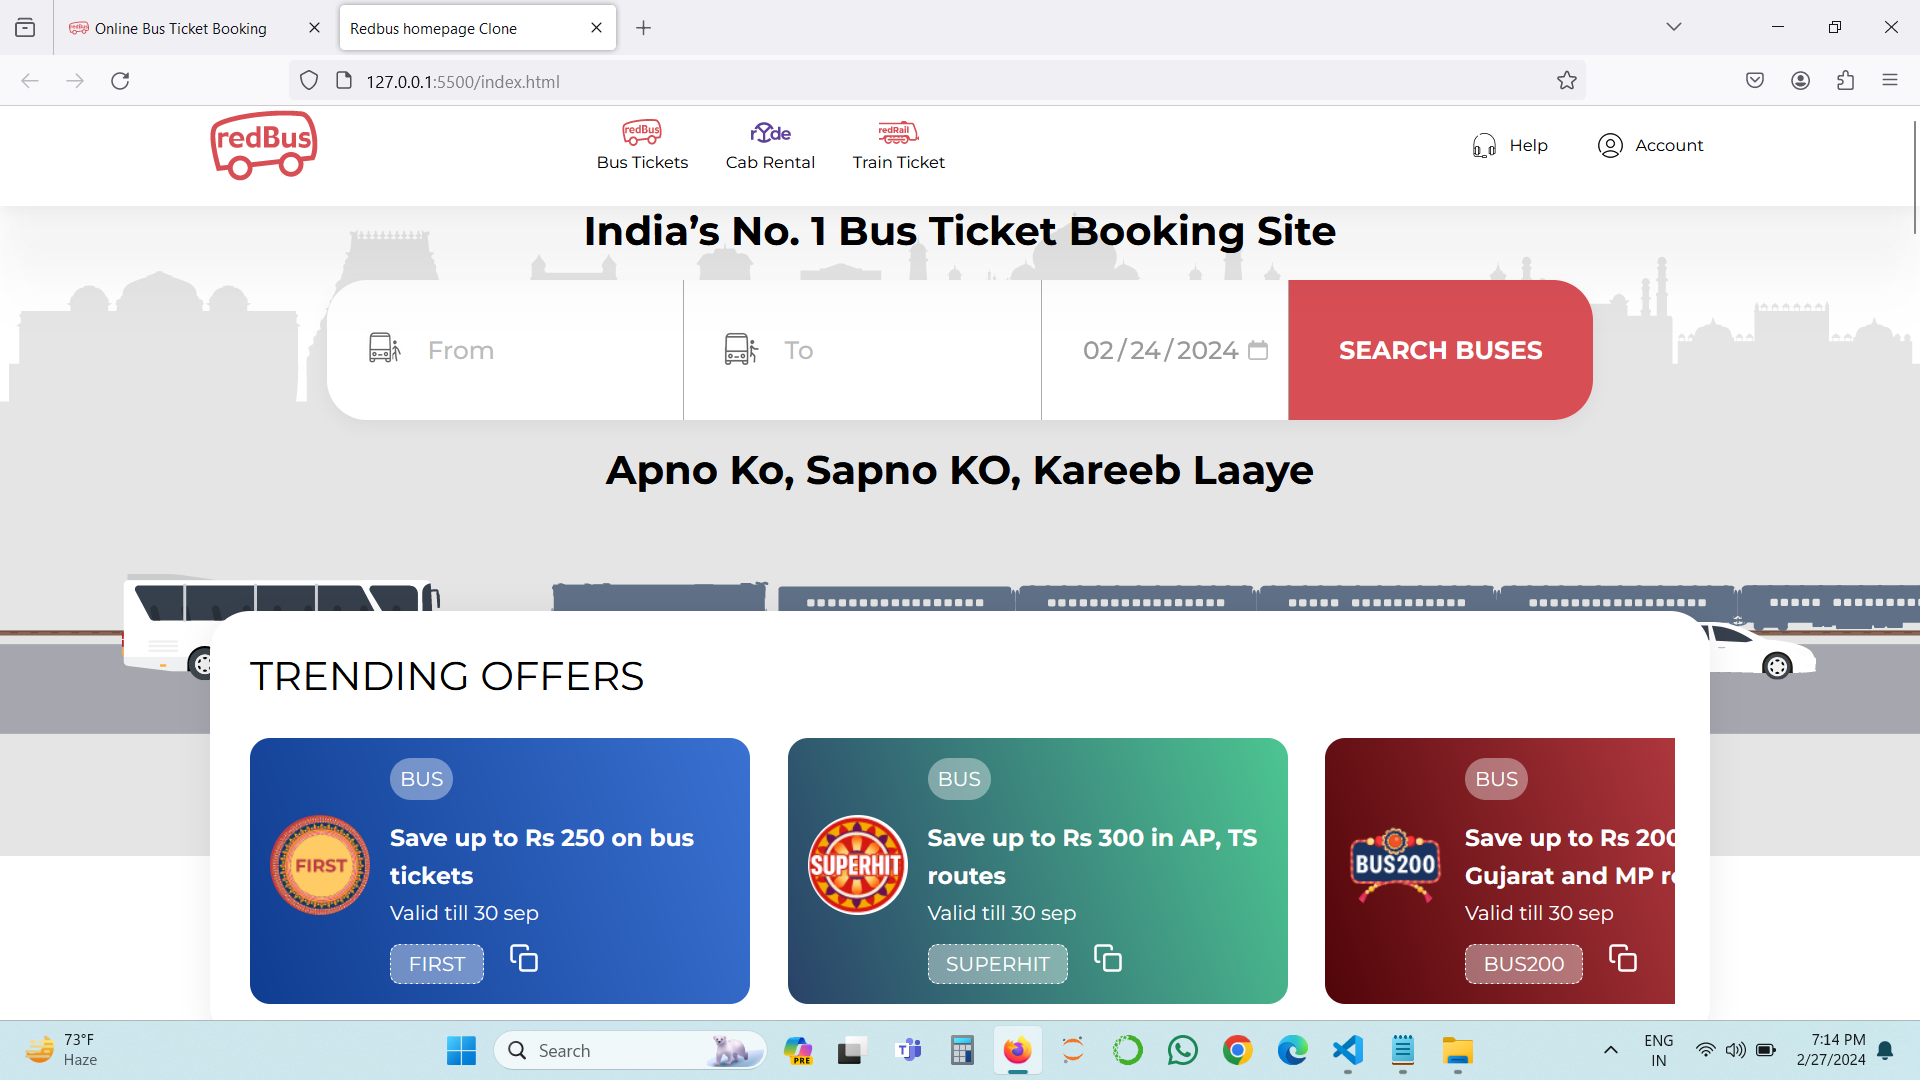 Online Bus Ticket Booking
Redbus homepage Clone
127.0.0.1:5500/index.html
redBus
redBus
Bus Tickets
rYde
Cab Rental
redRail
Train Ticket
Help
Account
India’s No. 1 Bus Ticket Booking Site
From
To
02/24/2024
SEARCH BUSES
Apno Ko, Sapno KO, Kareeb Laaye
TRENDING OFFERS
BUS
FIRST
Save up to Rs 250 on bus
tickets
Valid till 30 sep
FIRST
BUS
SUPERHIT
Save up to Rs 300 in AP, TS
routes
Valid till 30 sep
SUPERHIT
BUS
BUS200
Save up to Rs 200
Gujarat and MP
Valid till 30 sep
BUS200
73°F
Haze
Search
PRE
ENG
IN
7:14 PM
2/27/2024